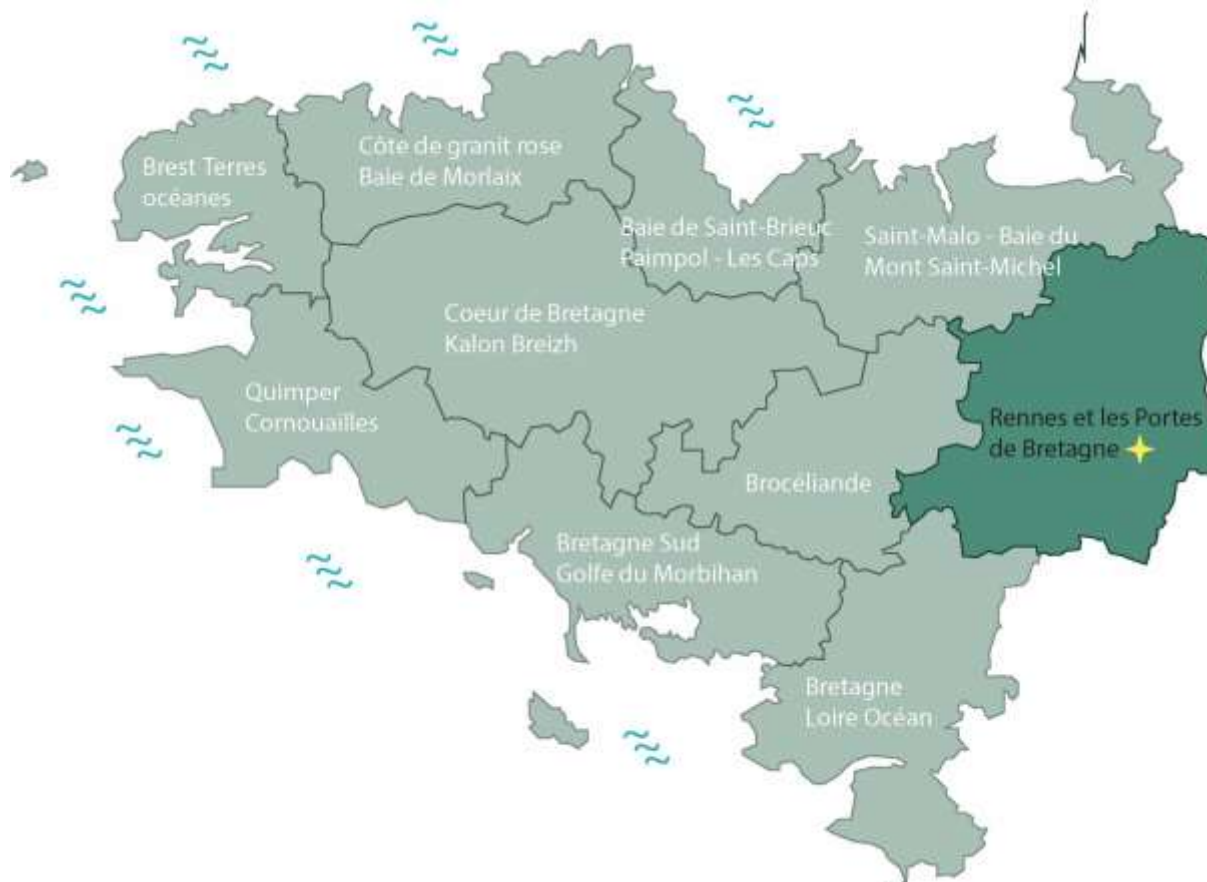 Brest Terres
océanes
Côte de granit rose
Baie de Morlaix
Baie de Saint-Brieuc
Paimpol - Les Caps
Saint-Malo - Baie du
Mont Saint-Michel
Coeur de Bretagne
Kalon Breizh
Quimper
Cornouailles
Rennes et les Portes
de Bretagne
Brocéliande
Bretagne Sud
Golfe du Morbihan
Bretagne
Loire Océan